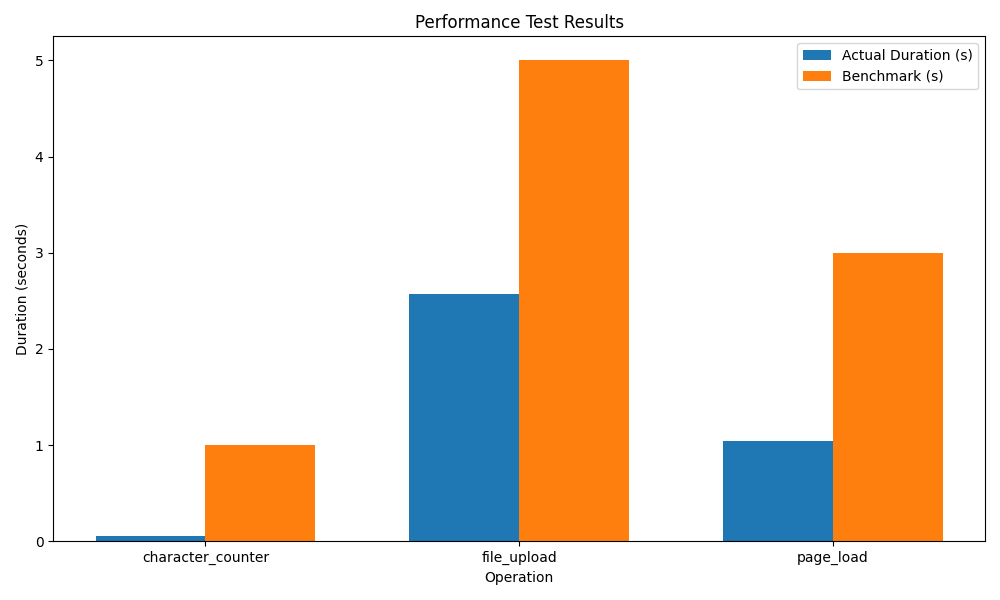 Performance Test Results
Actual Duration (s)
Benchmark (s)
Duration (seconds)
5
4
3
2
1
0
character_counter
file_upload
page_load
Operation